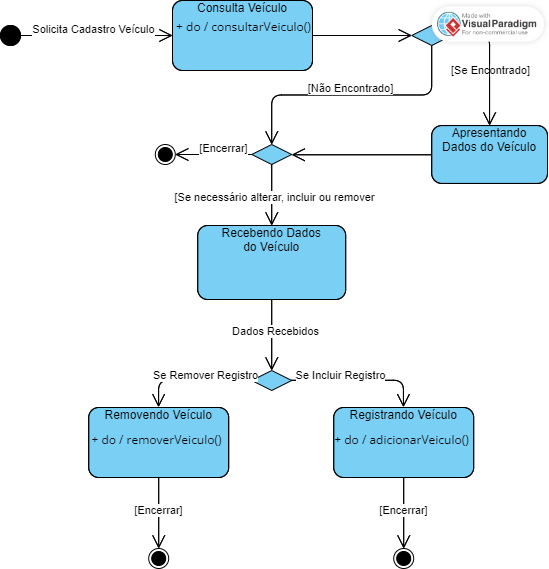 Consulta Veículo
Solicita Cadastro Veículo
+ do / consultarVeiculo()
Made with
Visual Paradigm
For non-commercial use
[Se Encontrado]
[Não Encontrado]
Apresentando
Dados do Veículo
[Encerrar]
[Se necessário alterar, incluir ou remover
Recebendo Dados
do Veículo
Dados Recebidos
Se Remover Registro
Se Incluir Registro
Removendo Veículo
+ do / removerVeiculo()
Registrando Veículo
+ do / adicionarVeiculo()
[Encerrar]
[Encerrar]